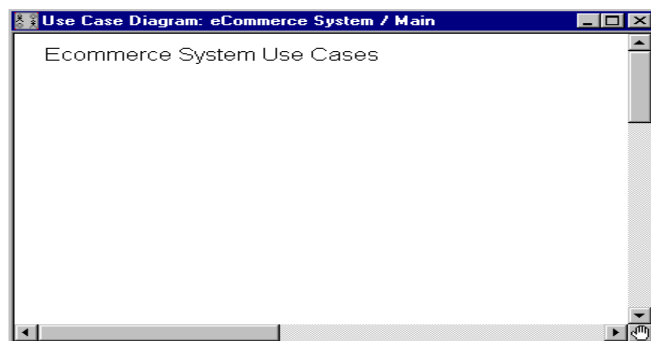 Use Case Diagram: eCommerce System / Main
Ecommerce System Use Cases